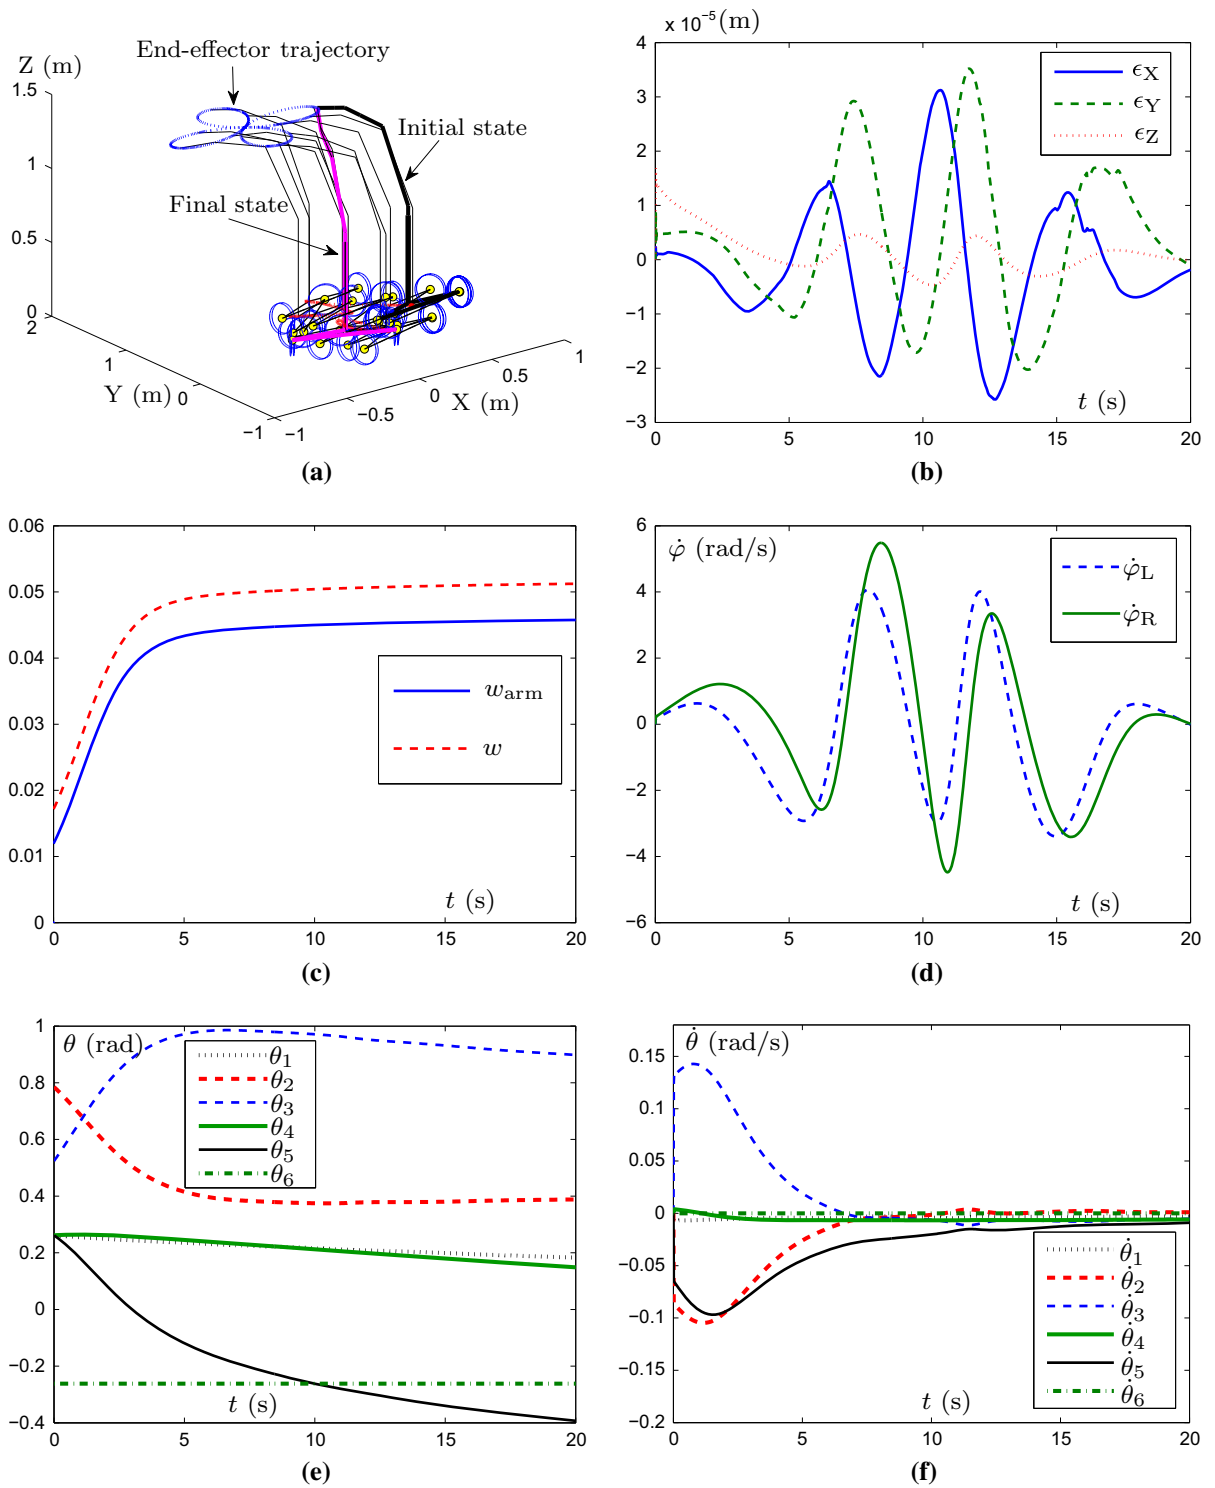 End-effector trajectory
Z (m)
1.5
1
0.5
0
2
1
0
−1
Y (m)
−1
−0.5
0
0.5
1
X (m)
Initial state
Final state
(a)
x 10⁻⁵ (m)
4
3
2
1
0
−1
−2
−3
0 5 10 15 20
ϵX
ϵY
ϵZ
t (s)
(b)
0.06
0.05
0.04
0.03
0.02
0.01
0
0 5 10 15 20
warm
w
t (s)
(c)
6
4
2
0
−2
−4
−6
0 5 10 15 20
φ̇ (rad/s)
φ̇L
φ̇R
t (s)
(d)
1
0.8
0.6
0.4
0.2
0
−0.2
−0.4
0 5 10 15 20
θ (rad)
θ1
θ2
θ3
θ4
θ5
θ6
t (s)
(e)
0.15
0.1
0.05
0
−0.05
−0.1
−0.15
−0.2
0 5 10 15 20
θ̇ (rad/s)
θ̇1
θ̇2
θ̇3
θ̇4
θ̇5
θ̇6
t (s)
(f)